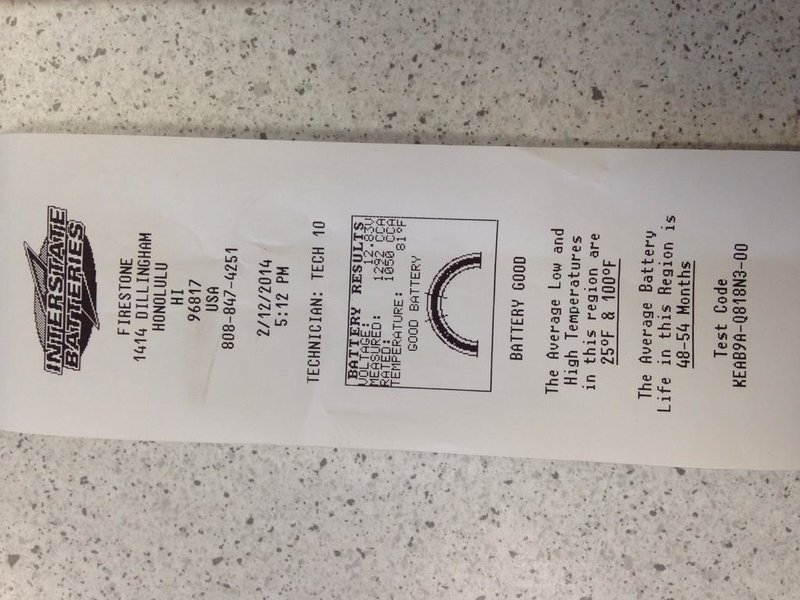 INTERSTATE
BATTERIES
FIRESTONE
1414 DILLINGHAM
HONOLULU
HI
96817
USA
808-847-4251
2/12/2014
5:12 PM
TECHNICIAN: TECH 10
BATTERY RESULTS
VOLTAGE: 12.83V
MEASURED: 1292 CCA
RATED: 1050 CCA
TEMPERATURE: 81°F
GOOD BATTERY
BATTERY GOOD
The Average Low and
High Temperatures
in this region are
25°F & 100°F
The Average Battery
Life in this Region is
48-54 Months
Test Code
KEAB9A-Q818N3-00